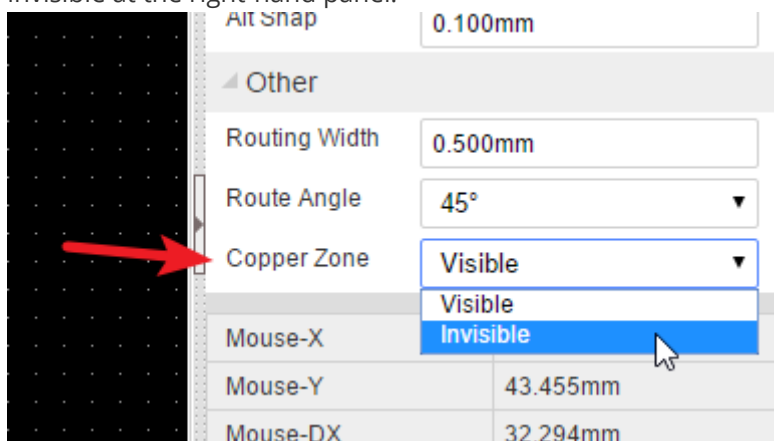 invisible at the right-hand panel.
Alt Snap 0.100mm
Other
Routing Width 0.500mm
Route Angle 45°
Copper Zone Visible
Visible
Invisible
Mouse-X
Mouse-Y 43.455mm
Mouse-DX 32.294mm